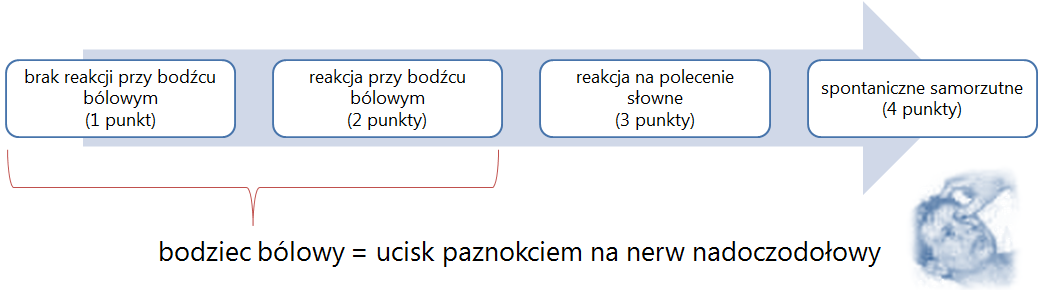 brak reakcji przy bodźcu
bólowym
(1 punkt)
reakcja przy bodźcu
bólowym
(2 punkty)
reakcja na polecenie
słowne
(3 punkty)
spontaniczne samorzutne
(4 punkty)
bodziec bólowy = ucisk paznokciem na nerw nadoczodołowy